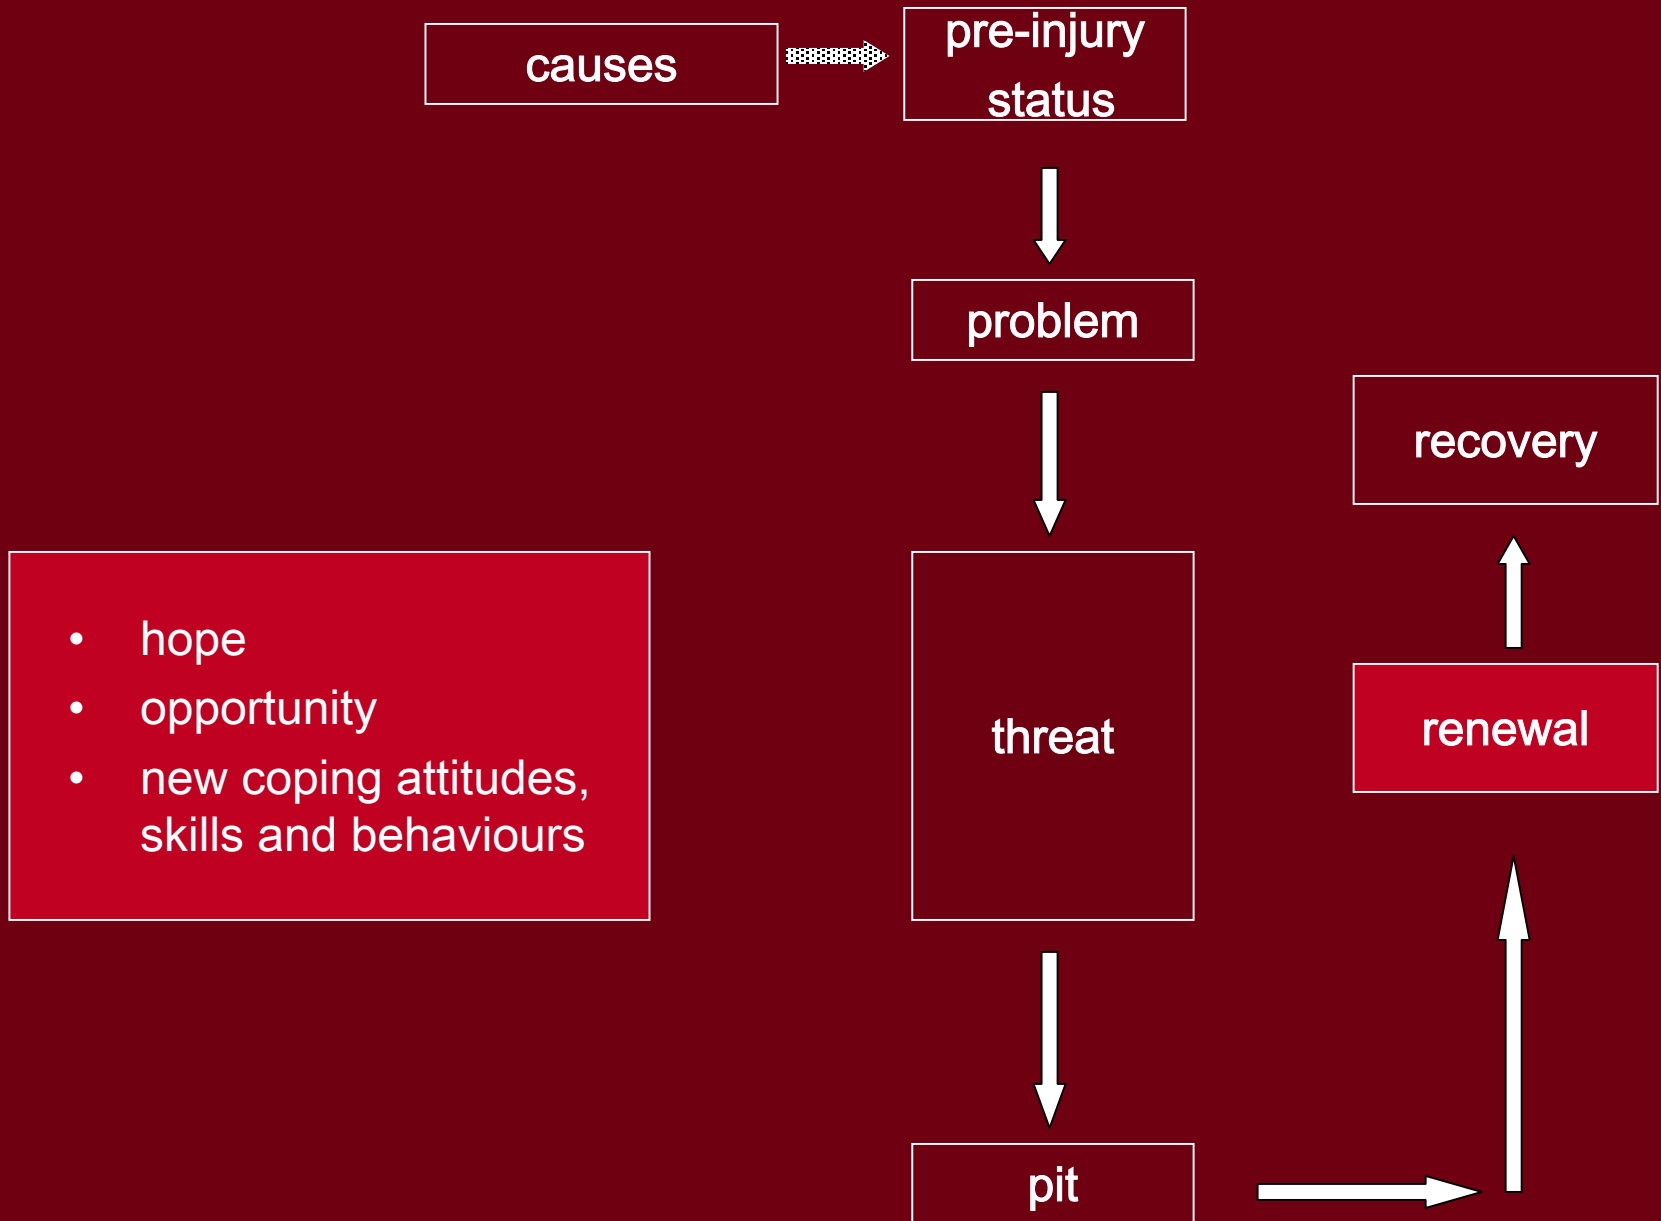 causes
pre-injury
status
problem
recovery
• hope
• opportunity
• new coping attitudes,
skills and behaviours
threat
renewal
pit